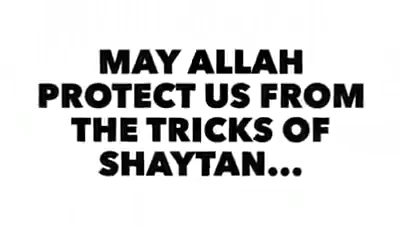 MAY ALLAH
PROTECT US FROM
THE TRICKS OF
SHAYTAN...